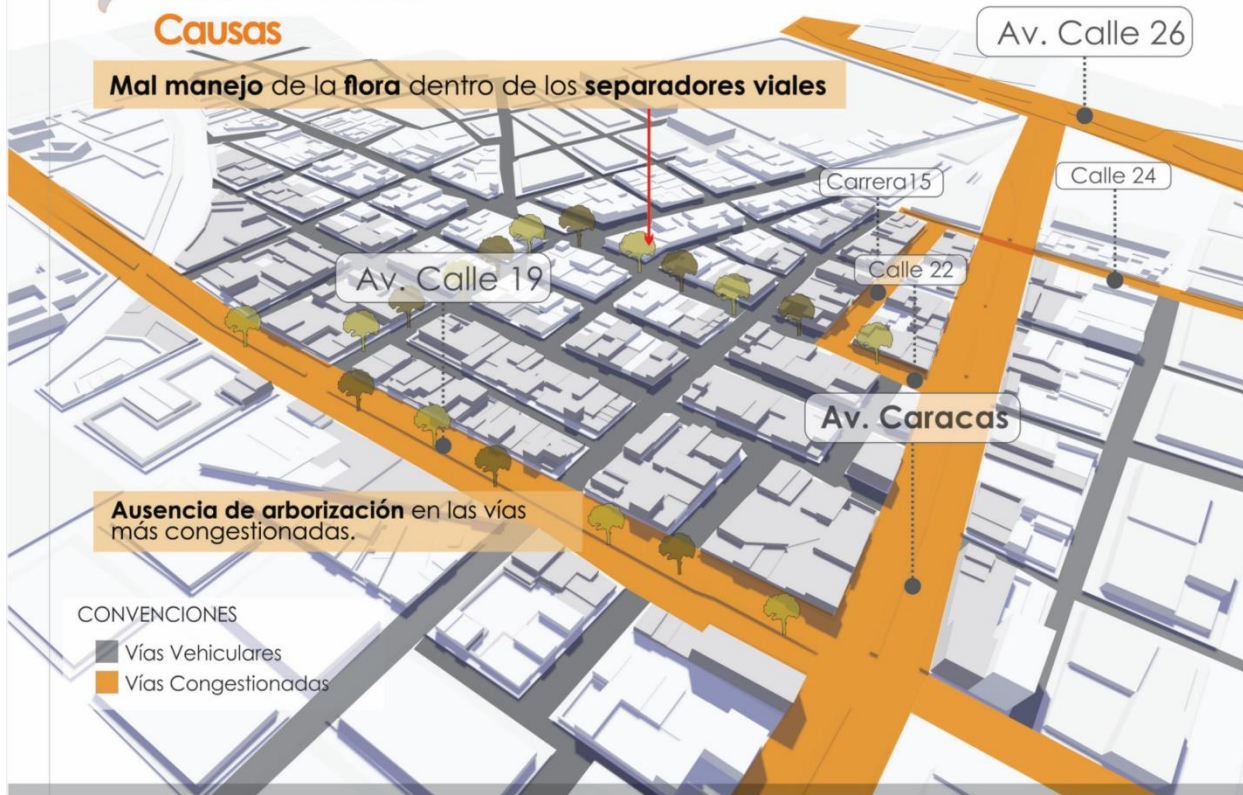 Causas
Av. Calle 26
Mal manejo de la flora dentro de los separadores viales
Carrera15
Calle 24
Av. Calle 19
Calle 22
Av. Caracas
Ausencia de arborización en las vías
más congestionadas.
CONVENCIONES
Vías Vehiculares
Vías Congestionadas